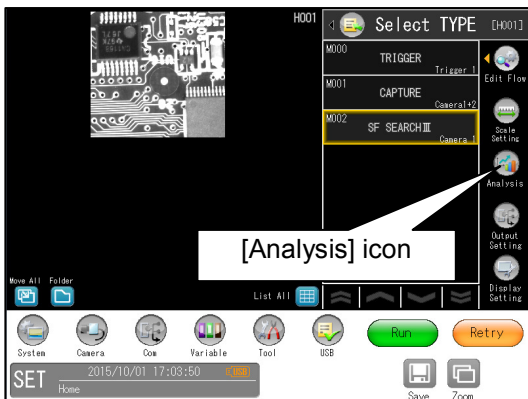 H001
Select TYPE [H001]
M000
TRIGGER
Trigger 1
M001
CAPTURE
Camera1+2
M002
SF SEARCHⅢ
Camera 1
Edit Flow
Scale
Setting
Analysis
[Analysis] icon
Output
Setting
Display
Setting
Move All Folder
List All
System Camera Com Variable Tool USB
Run Retry
SET 2015/10/01 17:03:50 USB
Home
Save Zoom